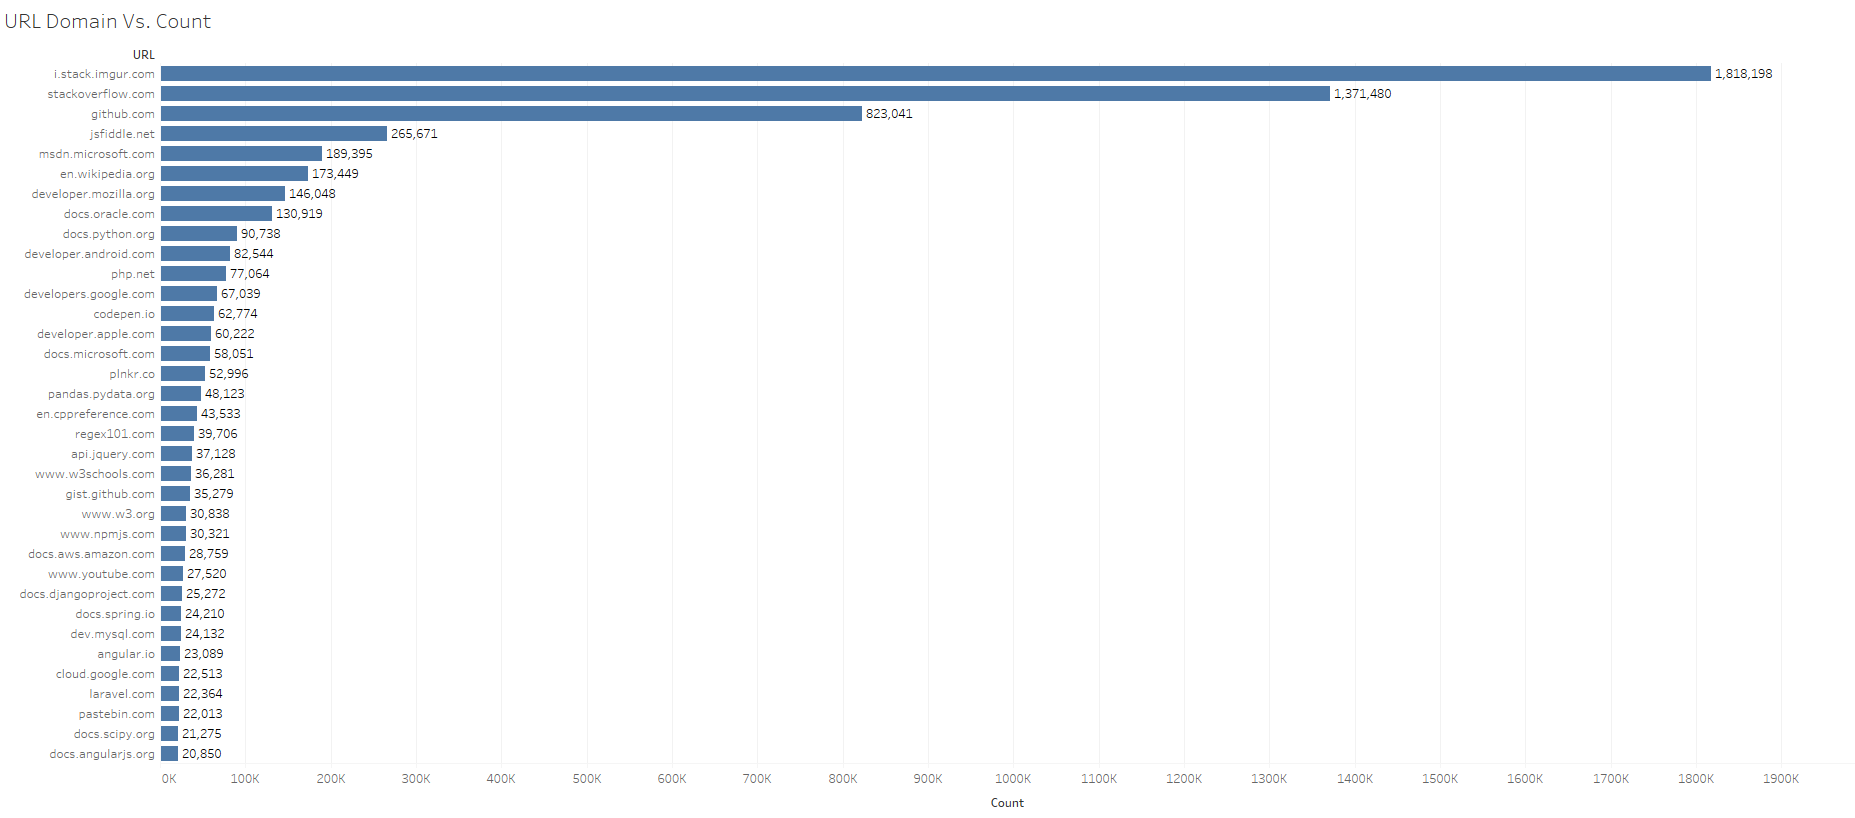 URL Domain Vs. Count
URL
i.stack.imgur.com 1,818,198
stackoverflow.com 1,371,480
github.com 823,041
jsfiddle.net 265,671
msdn.microsoft.com 189,395
en.wikipedia.org 173,449
developer.mozilla.org 146,048
docs.oracle.com 130,919
docs.python.org 90,738
developer.android.com 82,544
php.net 77,064
developers.google.com 67,039
codepen.io 62,774
developer.apple.com 60,222
docs.microsoft.com 58,051
plnkr.co 52,996
pandas.pydata.org 48,123
en.cppreference.com 43,533
regex101.com 39,706
api.jquery.com 37,128
www.w3schools.com 36,281
gist.github.com 35,279
www.w3.org 30,838
www.npmjs.com 30,321
docs.aws.amazon.com 28,759
www.youtube.com 27,520
docs.djangoproject.com 25,272
docs.spring.io 24,210
dev.mysql.com 24,132
angular.io 23,089
cloud.google.com 22,513
laravel.com 22,364
pastebin.com 22,013
docs.scipy.org 21,275
docs.angularjs.org 20,850
0K 100K 200K 300K 400K 500K 600K 700K 800K 900K 1000K 1100K 1200K 1300K 1400K 1500K 1600K 1700K 1800K 1900K
Count